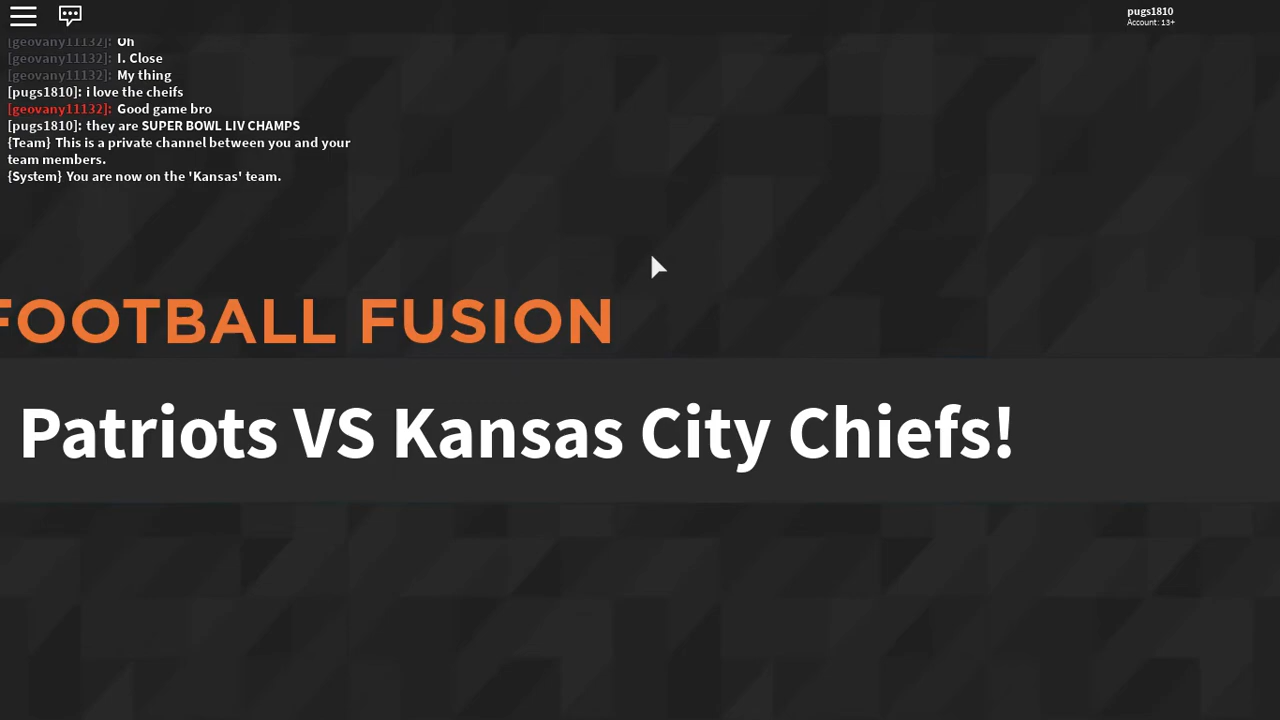 pugs1810
Account: 13+
[geovany11132]: Oh
[geovany11132]: I. Close
[geovany11132]: My thing
[pugs1810]: i love the cheifs
[geovany11132]: Good game bro
[pugs1810]: they are SUPER BOWL LIV CHAMPS
{Team} This is a private channel between you and your
team members.
{System} You are now on the 'Kansas' team.
FOOTBALL FUSION
Patriots VS Kansas City Chiefs!